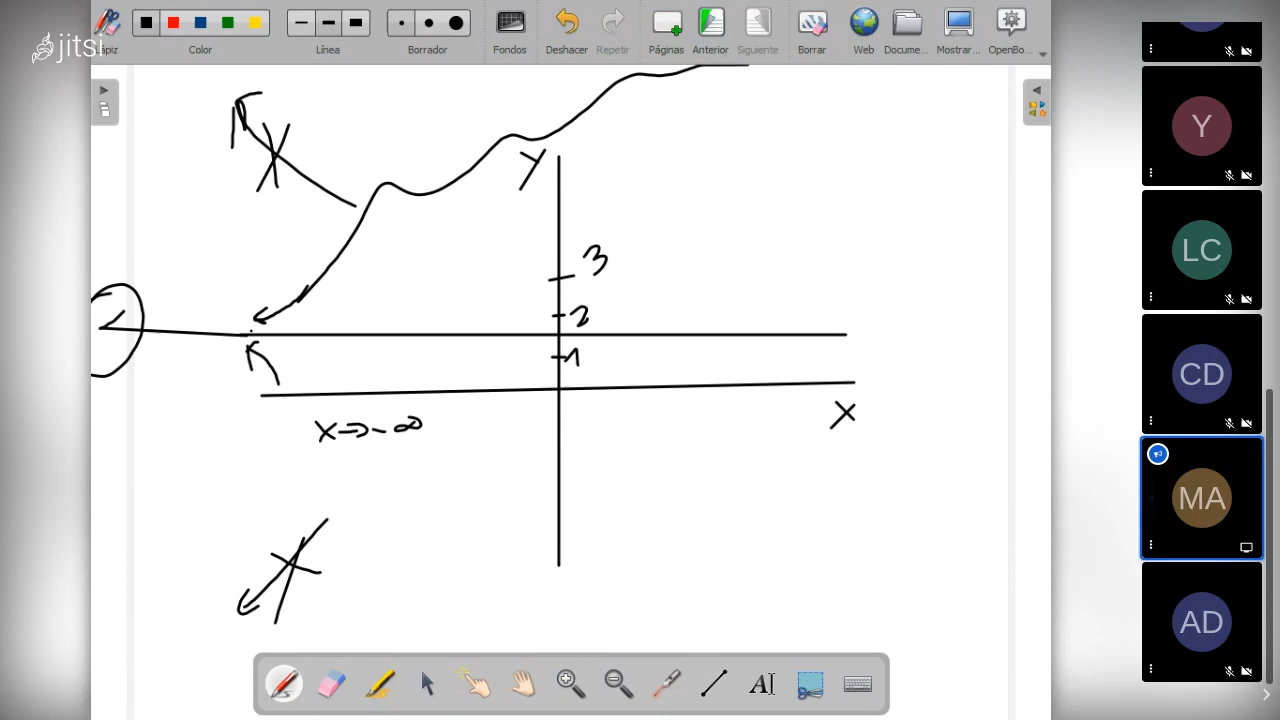 jitsi
Color
Línea
Borrador
Fondos
Deshacer
Repetir
Páginas
Anterior
Siguiente
Borrar
Web
Docume...
Mostrar...
OpenBo...
Y
3
2
1
X
x→-∞
Y
LC
CD
MA
AD